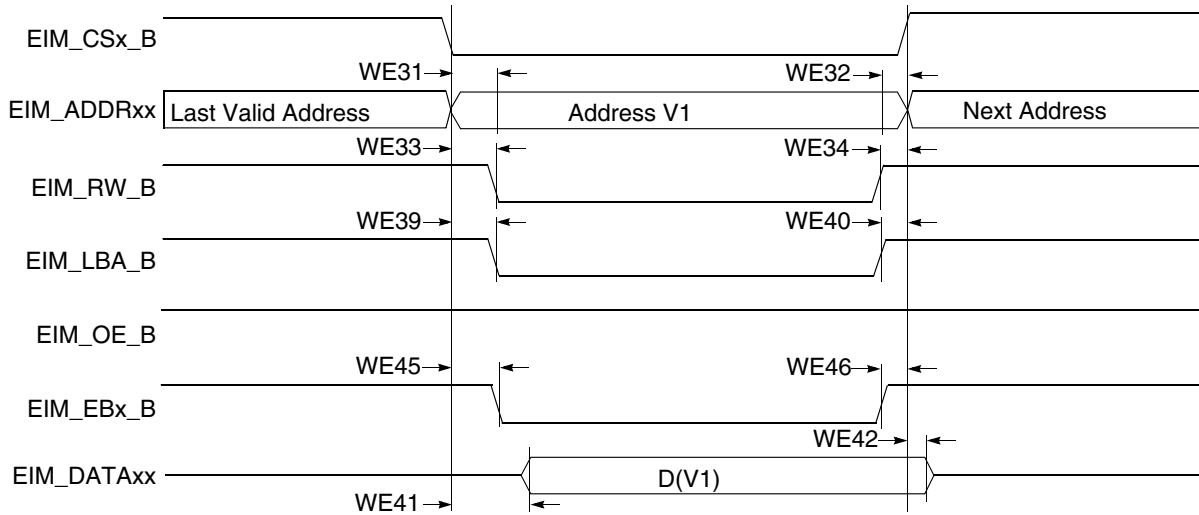 EIM_CSx_B
WE31
WE32
EIM_ADDRxx
Last Valid Address
Address V1
Next Address
WE33
WE34
EIM_RW_B
WE39
WE40
EIM_LBA_B
EIM_OE_B
WE45
WE46
EIM_EBx_B
WE42
EIM_DATAxx
D(V1)
WE41